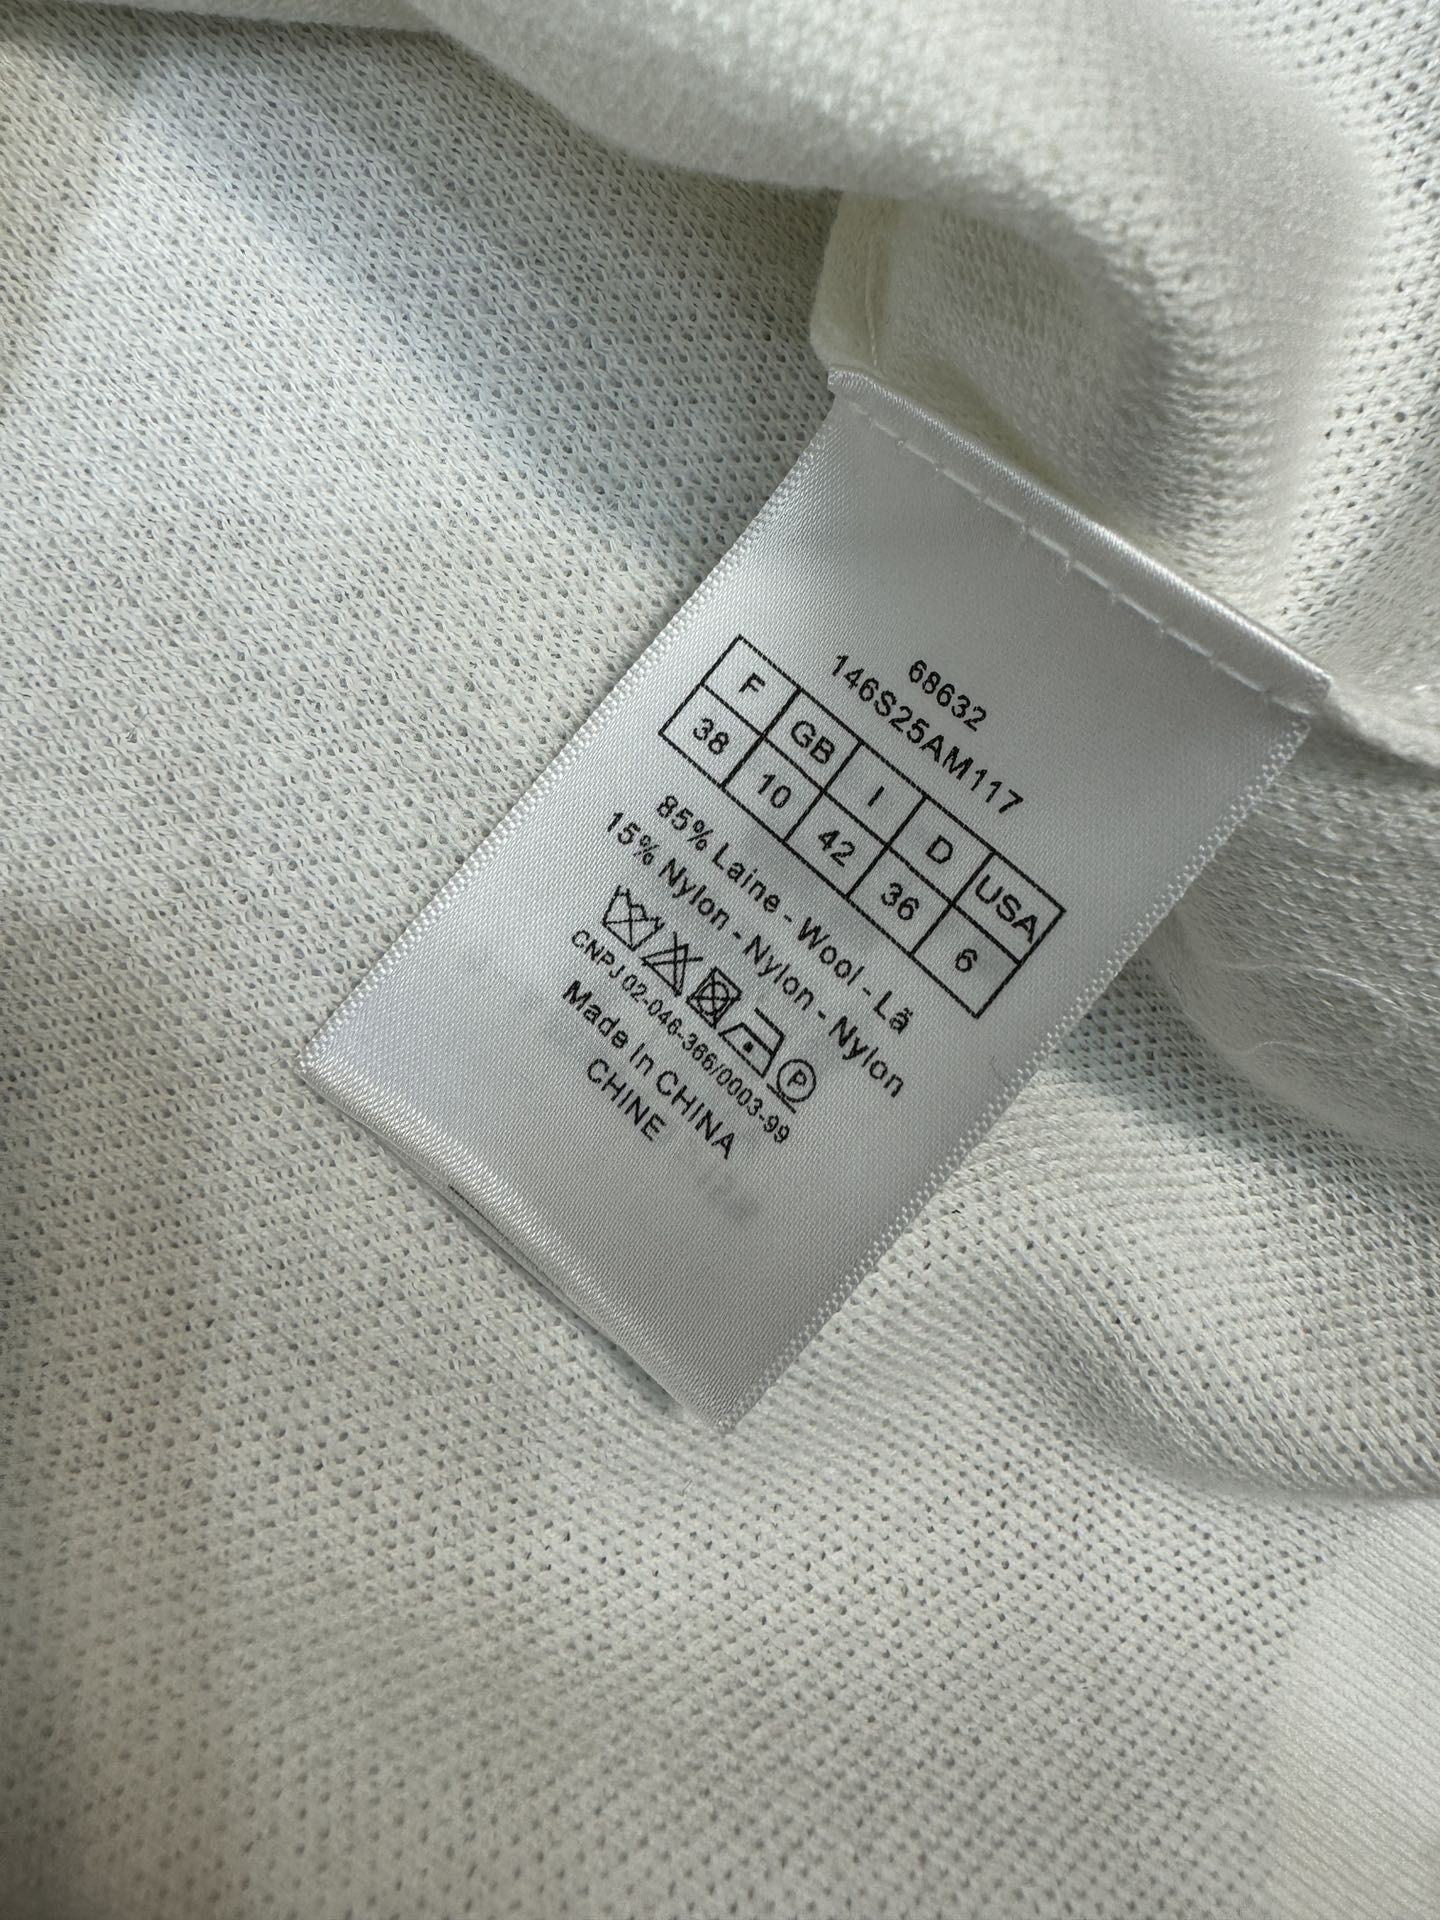 68632
146S25AM117
F GB I D USA
38 10 42 36 6
85% Laine - Wool - Lã
15% Nylon - Nylon - Nylon
P
CNPJ 02-046-366/0003-99
Made In CHINA
CHINE